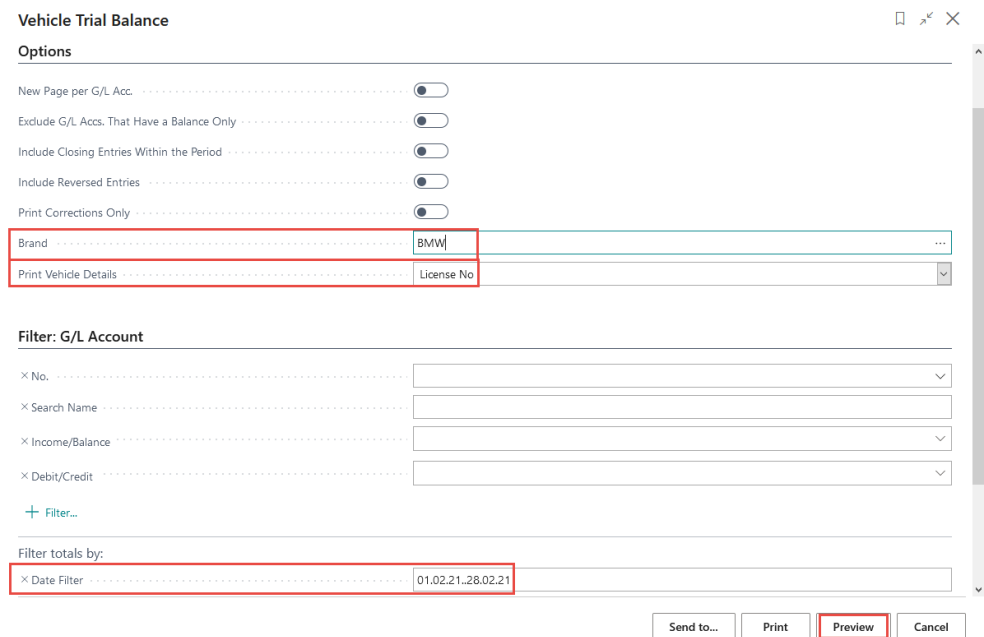 Vehicle Trial Balance
Options
New Page per G/L Acc.
Exclude G/L Accs. That Have a Balance Only
Include Closing Entries Within the Period
Include Reversed Entries
Print Corrections Only
Brand BMW ...
Print Vehicle Details License No
Filter: G/L Account
× No.
× Search Name
× Income/Balance
× Debit/Credit
+ Filter...
Filter totals by:
× Date Filter 01.02.21..28.02.21
Send to... Print Preview Cancel